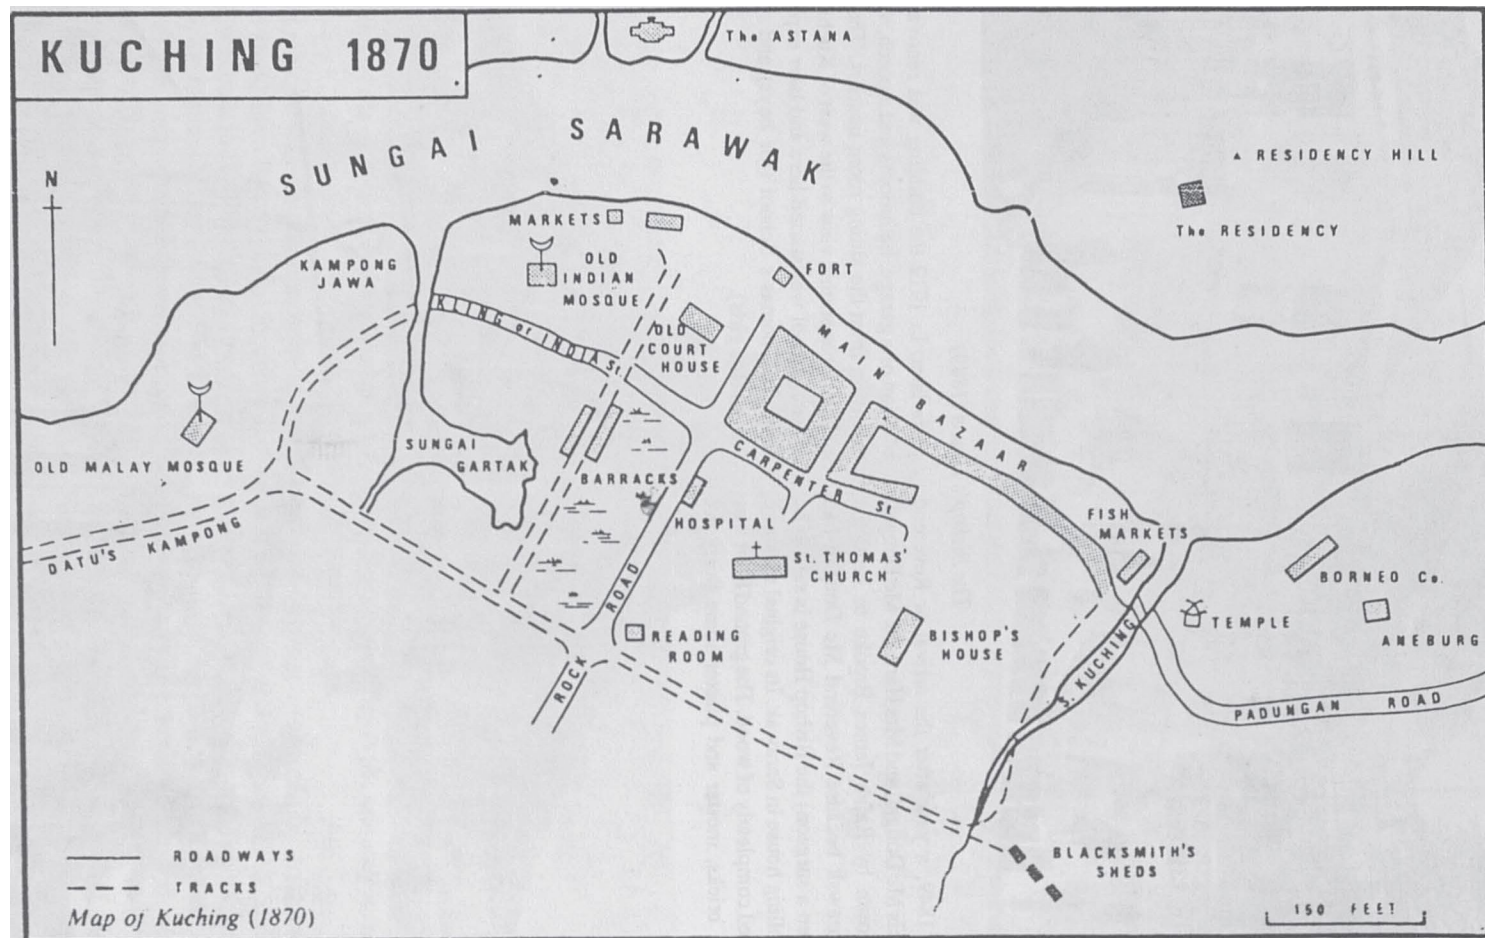 KUCHING 1870
The ASTANA
SUNGAI SARAWAK
RESIDENCY HILL
The RESIDENCY
N
MARKETS
KAMPONG
JAWA
OLD
INDIAN
MOSQUE
FORT
KLING or INDIA St
OLD
COURT
HOUSE
MAIN BAZAAR
OLD MALAY MOSQUE
SUNGAI
GARTAK
BARRACKS
CARPENTER St
HOSPITAL
FISH
MARKETS
DATU'S KAMPONG
St. THOMAS'
CHURCH
BORNEO Co.
ROCK ROAD
READING
ROOM
BISHOP'S
HOUSE
S. KUCHING
TEMPLE
ANEBURG
PADUNGAN ROAD
BLACKSMITH'S
SHEDS
ROADWAYS
TRACKS
Map of Kuching (1870)
150 FEET